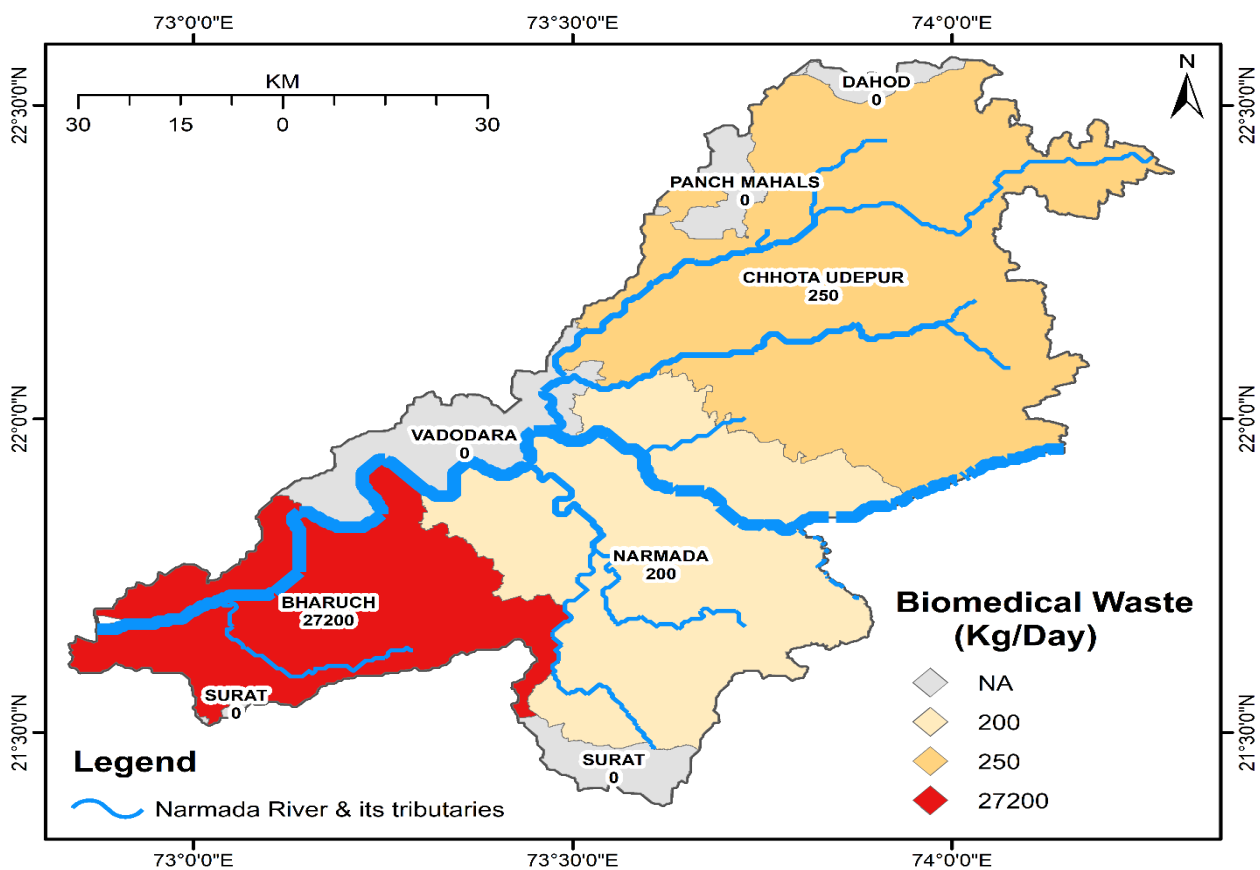 73°0'0"E
73°30'0"E
74°0'0"E
KM
30
15
0
30
N
22°30'0"N
22°30'0"N
DAHOD
0
PANCH MAHALS
0
CHHOTA UDEPUR
250
22°0'0"N
22°0'0"N
VADODARA
0
NARMADA
200
BHARUCH
27200
SURAT
0
SURAT
0
21°30'0"N
21°30'0"N
Biomedical Waste
(Kg/Day)
NA
200
250
27200
Legend
Narmada River & its tributaries
73°0'0"E
73°30'0"E
74°0'0"E